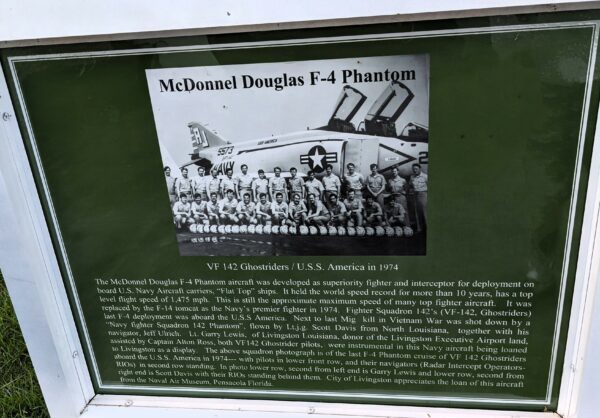 McDonnel Douglas F-4 Phantom
5573
NAVY
VF 142 Ghostriders / U.S.S. America in 1974
The McDonnel Douglas F-4 Phantom aircraft was developed as superiority fighter and interceptor for deployment on
board U.S. Navy Aircraft carriers, "Flat Top" ships. It held the world speed record for more than 10 years, has a top
level flight speed of 1,475 mph. This is still the approximate maximum speed of many top fighter aircraft. It was
replaced by the F-14 tomcat as the Navy's premier fighter in 1974. Fighter Squadron 142's (VF-142, Ghostriders)
last F-4 deployment was aboard the U.S.S America. Next to last Mig kill in Vietnam War was shot down by a
"Navy fighter Squadron 142 Phantom", flown by Lt.j.g. Scott Davis from North Louisiana, together with his
navigator, Jeff Ulrich. Lt. Garry Lewis, of Livingston Louisiana, donor of the Livingston Executive Airport land,
assisted by Captain Alton Ross, both VF142 Ghostrider pilots, were instrumental in this Navy aircraft being loaned
to Livingston as a display. The above squadron photograph is of the last F-4 Phantom cruise of VF 142 Ghostriders
aboard the U.S.S. America in 1974— with pilots in lower front row, and their navigators (Radar Intercept Operators-
RIOs) in second row standing. In photo lower row, second from left end is Garry Lewis and lower row, second from
right end is Scott Davis with their RIOs standing behind them. City of Livingston appreciates the loan of this aircraft
from the Naval Air Museum, Pensacola Florida.